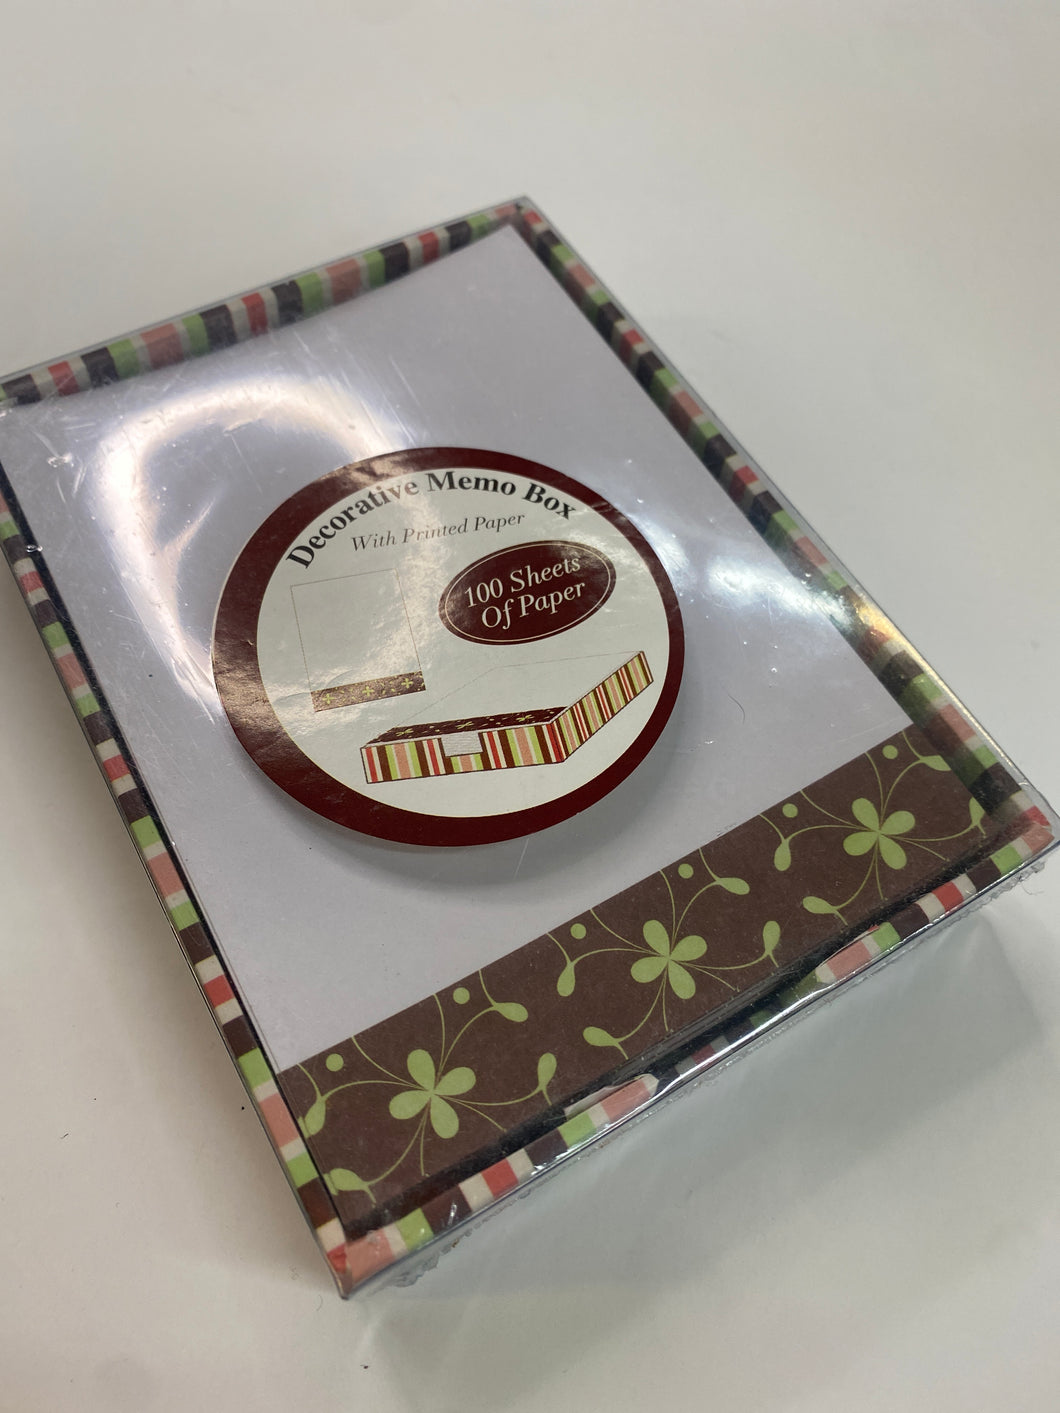 Decorative Memo Box
With Printed Paper
100 Sheets
Of Paper